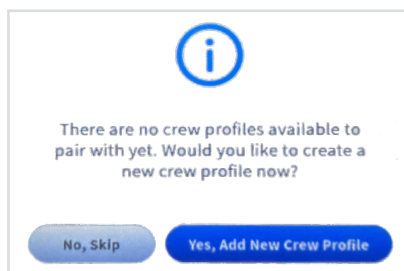 There are no crew profiles available to
pair with yet. Would you like to create a
new crew profile now?
No, Skip
Yes, Add New Crew Profile